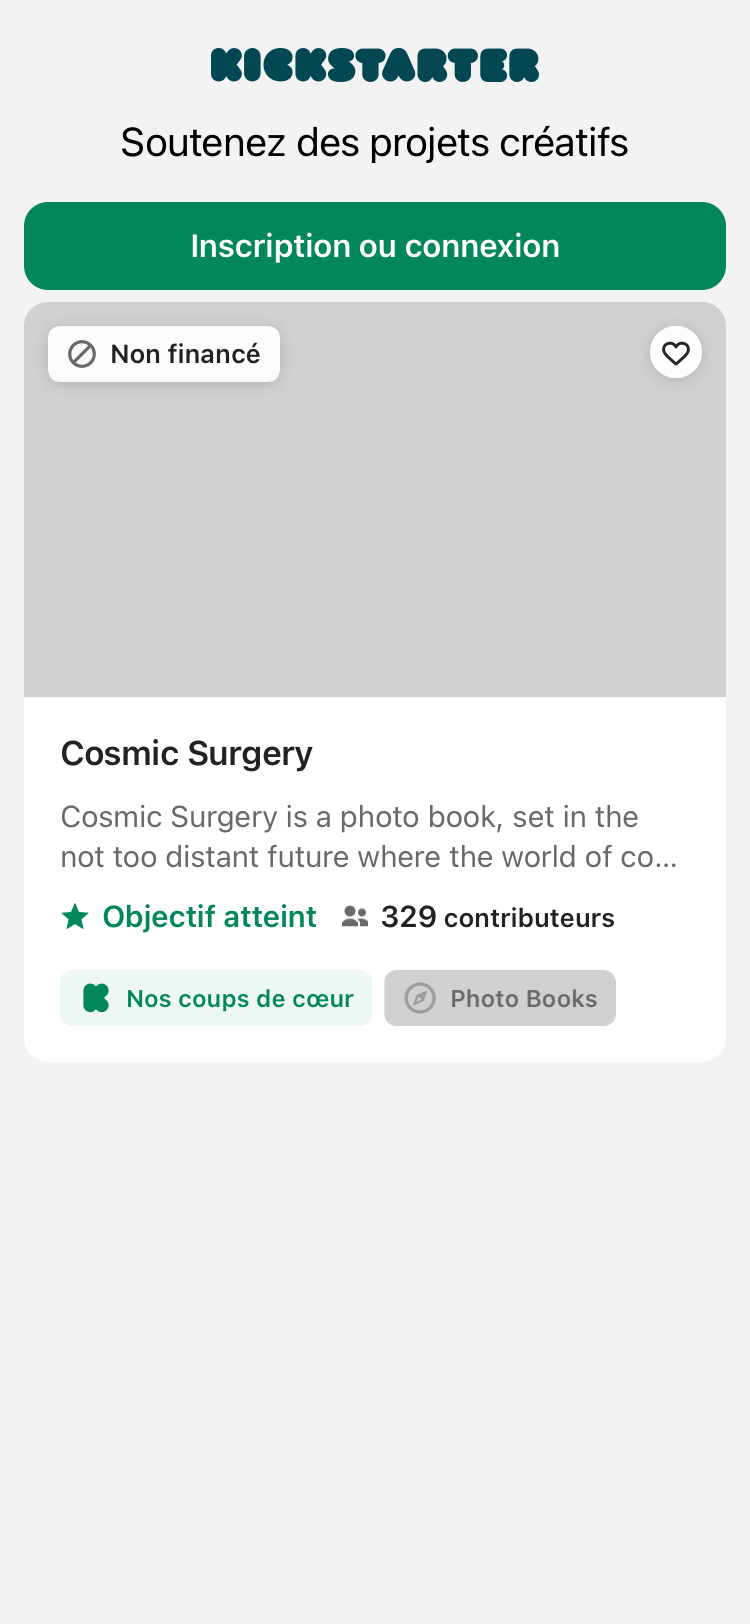 KICKSTARTER
Soutenez des projets créatifs
Inscription ou connexion
Non financé
Cosmic Surgery
Cosmic Surgery is a photo book, set in the
not too distant future where the world of co...
Objectif atteint 329 contributeurs
Nos coups de cœur Photo Books